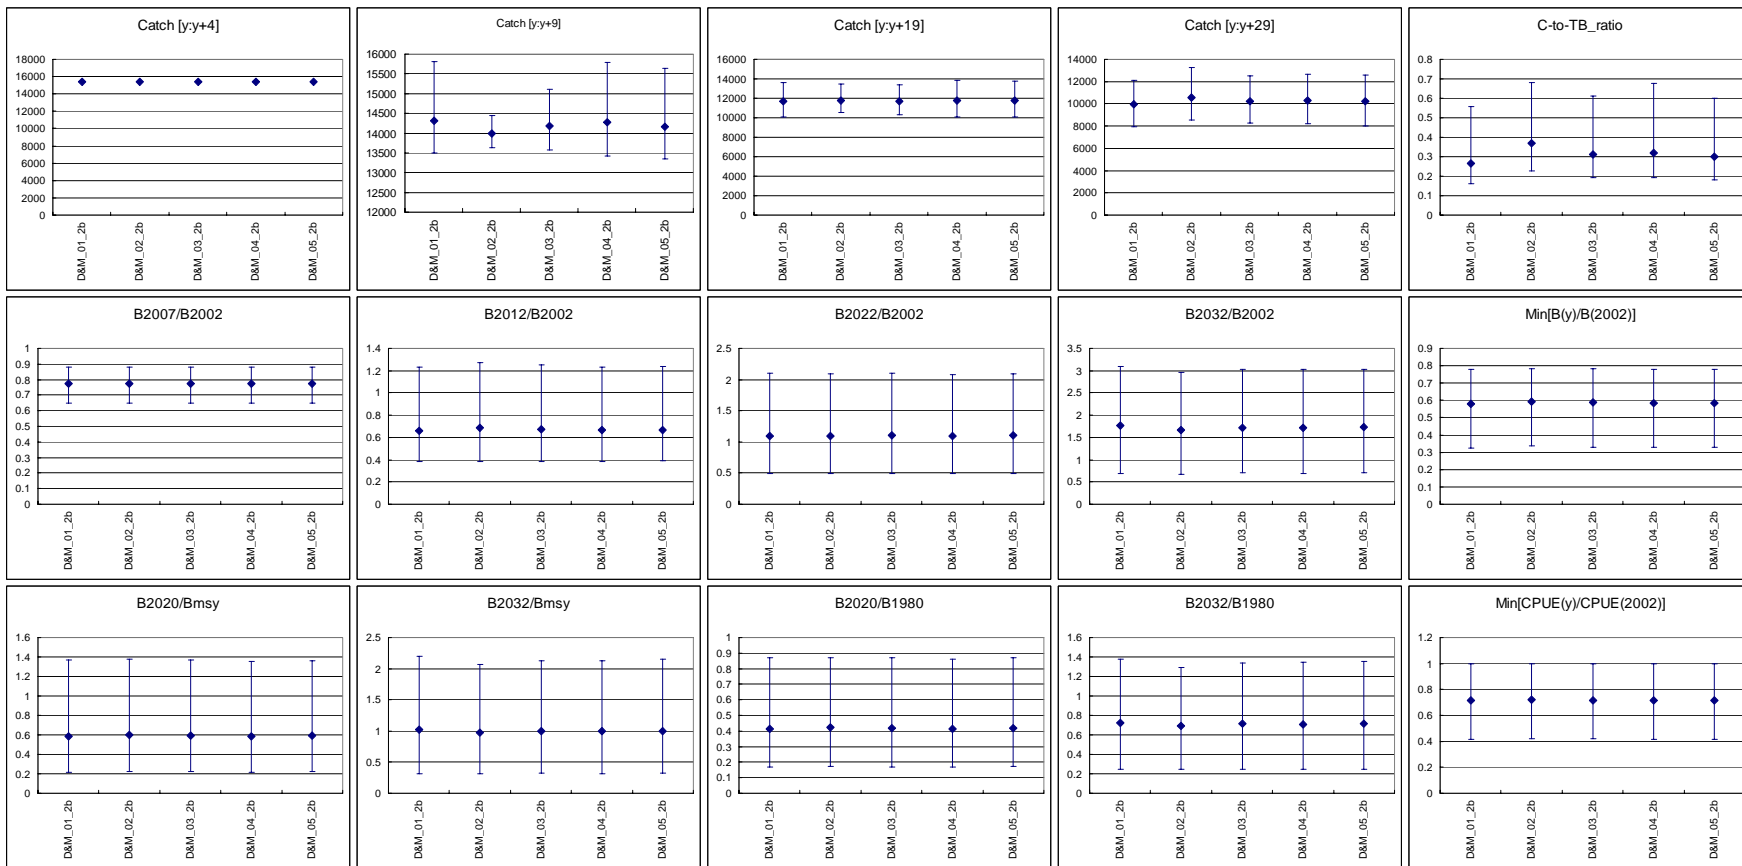 Catch [y:y+4]
18000
16000
14000
12000
10000
8000
6000
4000
2000
0
D&M_01_2b
D&M_02_2b
D&M_03_2b
D&M_04_2b
D&M_05_2b
Catch [y:y+9]
16000
15500
15000
14500
14000
13500
13000
12500
12000
D&M_01_2b
D&M_02_2b
D&M_03_2b
D&M_04_2b
D&M_05_2b
Catch [y:y+19]
16000
14000
12000
10000
8000
6000
4000
2000
0
D&M_01_2b
D&M_02_2b
D&M_03_2b
D&M_04_2b
D&M_05_2b
Catch [y:y+29]
14000
12000
10000
8000
6000
4000
2000
0
D&M_01_2b
D&M_02_2b
D&M_03_2b
D&M_04_2b
D&M_05_2b
C-to-TB_ratio
0.8
0.7
0.6
0.5
0.4
0.3
0.2
0.1
0
D&M_01_2b
D&M_02_2b
D&M_03_2b
D&M_04_2b
D&M_05_2b
B2007/B2002
1
0.9
0.8
0.7
0.6
0.5
0.4
0.3
0.2
0.1
0
D&M_01_2b
D&M_02_2b
D&M_03_2b
D&M_04_2b
D&M_05_2b
B2012/B2002
1.4
1.2
1
0.8
0.6
0.4
0.2
0
D&M_01_2b
D&M_02_2b
D&M_03_2b
D&M_04_2b
D&M_05_2b
B2022/B2002
2.5
2
1.5
1
0.5
0
D&M_01_2b
D&M_02_2b
D&M_03_2b
D&M_04_2b
D&M_05_2b
B2032/B2002
3.5
3
2.5
2
1.5
1
0.5
0
D&M_01_2b
D&M_02_2b
D&M_03_2b
D&M_04_2b
D&M_05_2b
Min[B(y)/B(2002)]
0.9
0.8
0.7
0.6
0.5
0.4
0.3
0.2
0.1
0
D&M_01_2b
D&M_02_2b
D&M_03_2b
D&M_04_2b
D&M_05_2b
B2020/Bmsy
1.6
1.4
1.2
1
0.8
0.6
0.4
0.2
0
D&M_01_2b
D&M_02_2b
D&M_03_2b
D&M_04_2b
D&M_05_2b
B2032/Bmsy
2.5
2
1.5
1
0.5
0
D&M_01_2b
D&M_02_2b
D&M_03_2b
D&M_04_2b
D&M_05_2b
B2020/B1980
1
0.9
0.8
0.7
0.6
0.5
0.4
0.3
0.2
0.1
0
D&M_01_2b
D&M_02_2b
D&M_03_2b
D&M_04_2b
D&M_05_2b
B2032/B1980
1.6
1.4
1.2
1
0.8
0.6
0.4
0.2
0
D&M_01_2b
D&M_02_2b
D&M_03_2b
D&M_04_2b
D&M_05_2b
Min[CPUE(y)/CPUE(2002)]
1.2
1
0.8
0.6
0.4
0.2
0
D&M_01_2b
D&M_02_2b
D&M_03_2b
D&M_04_2b
D&M_05_2b